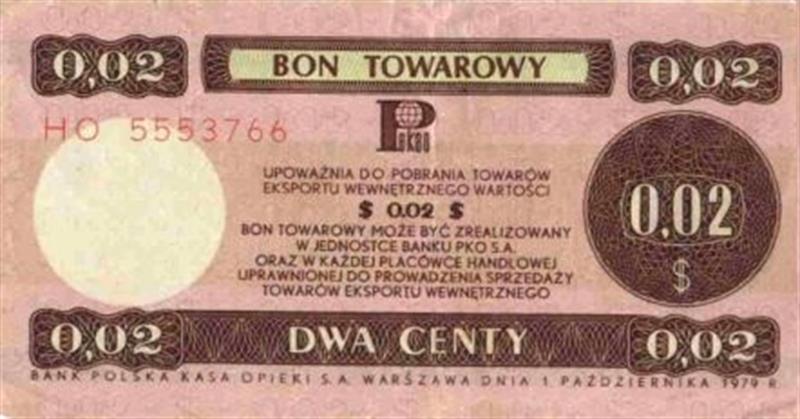 0,02 BON TOWAROWY 0,02
HO 5553766
Pekao
UPOWAŻNIA DO POBRANIA TOWARÓW
EKSPORTU WEWNĘTRZNEGO WARTOŚCI
$ 0.02 $
BON TOWAROWY MOŻE BYĆ ZREALIZOWANY
W JEDNOSTCE BANKU PKO S.A.
ORAZ W KAŻDEJ PLACÓWCE HANDLOWEJ
UPRAWNIONEJ DO PROWADZENIA SPRZEDAŻY
TOWARÓW EKSPORTU WEWNĘTRZNEGO
0,02
$
0,02 DWA CENTY 0,02
BANK POLSKA KASA OPIEKI S.A. WARSZAWA DNIA 1 PAŹDZIERNIKA 1979 R.